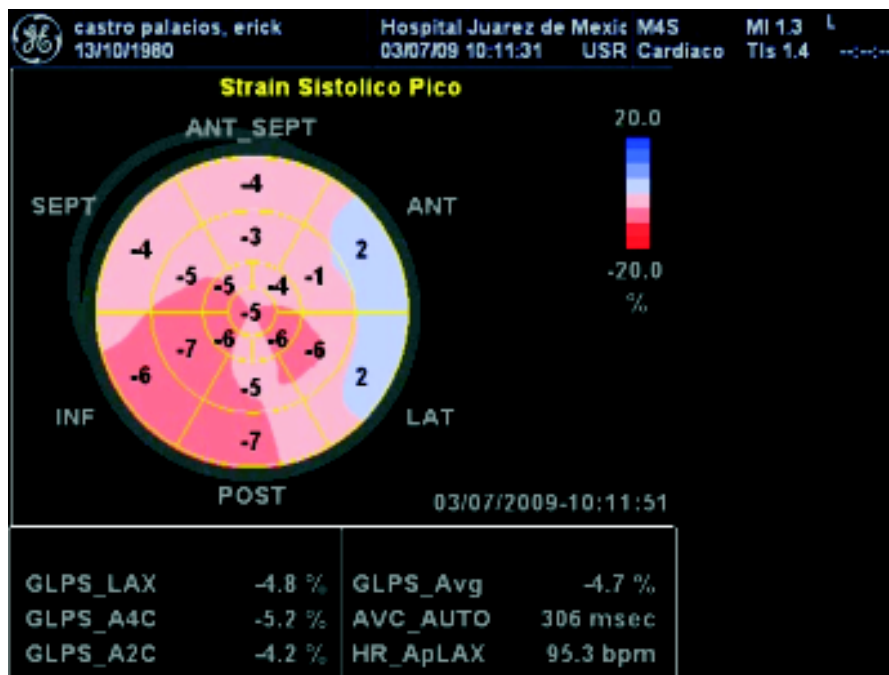 castro palacios, erick
13/10/1980
Hospital Juarez de Mexic M4S
03/07/09 10:11:31 USR Cardiaco
MI 1.3
TIs 1.4
--:--:--
Strain Sistolico Pico
ANT_SEPT
SEPT
ANT
INF
LAT
POST
-4
-4
-3
2
-5
-5
-4
-1
-5
-7
-6
-6
-6
-6
-5
2
-7
20.0
-20.0
%
03/07/2009-10:11:51
GLPS_LAX -4.8 %
GLPS_A4C -5.2 %
GLPS_A2C -4.2 %
GLPS_Avg -4.7 %
AVC_AUTO 306 msec
HR_ApLAX 95.3 bpm